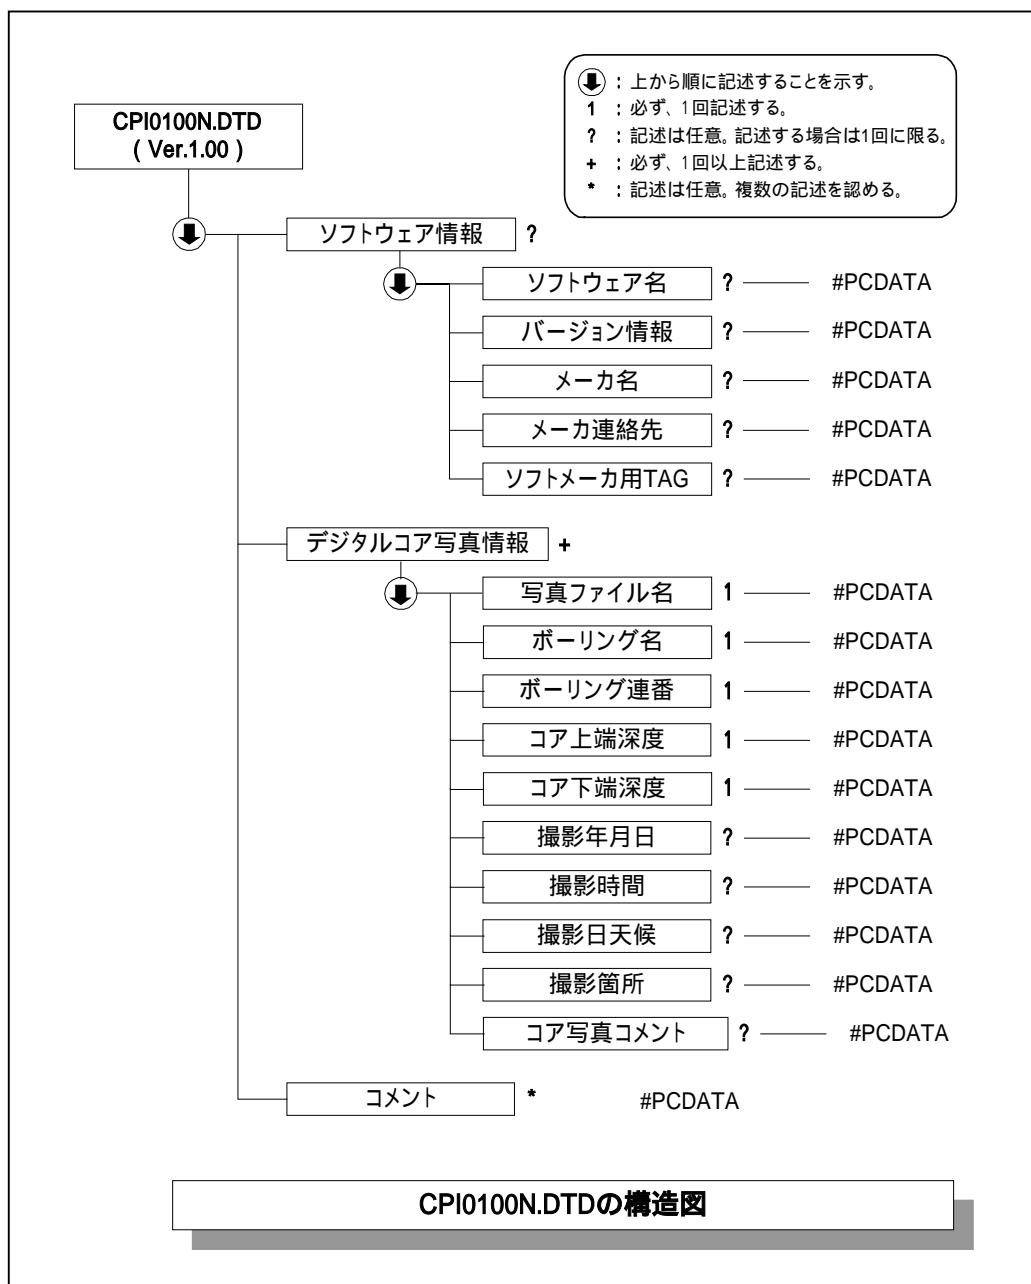 CPI0100N.DTD
( Ver.1.00 )
：上から順に記述することを示す。
1 ：必ず、1回記述する。
? ：記述は任意。記述する場合は1回に限る。
+ ：必ず、1回以上記述する。
* ：記述は任意。複数の記述を認める。
ソフトウェア情報 ?
ソフトウェア名 ? #PCDATA
バージョン情報 ? #PCDATA
メーカ名 ? #PCDATA
メーカ連絡先 ? #PCDATA
ソフトメーカ用TAG ? #PCDATA
デジタルコア写真情報 +
写真ファイル名 1 #PCDATA
ボーリング名 1 #PCDATA
ボーリング連番 1 #PCDATA
コア上端深度 1 #PCDATA
コア下端深度 1 #PCDATA
撮影年月日 ? #PCDATA
撮影時間 ? #PCDATA
撮影日天候 ? #PCDATA
撮影箇所 ? #PCDATA
コア写真コメント ? #PCDATA
コメント * #PCDATA
CPI0100N.DTDの構造図